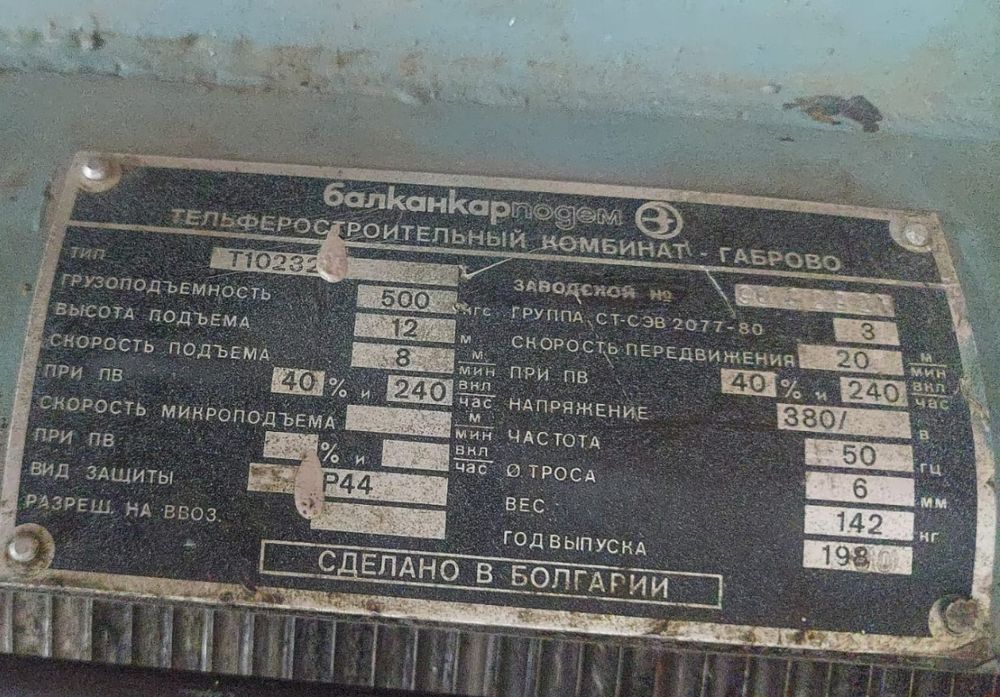 балканкарподем
ТЕЛЬФЕРОСТРОИТЕЛЬНЫЙ КОМБИНАТ - ГАБРОВО
ТИП Т10232
ГРУЗОПОДЪЕМНОСТЬ 500 кгс
ВЫСОТА ПОДЪЕМА 12 м
СКОРОСТЬ ПОДЪЕМА 8 м/мин
ПРИ ПВ 40 % и 240 вкл/час
СКОРОСТЬ МИКРОПОДЪЕМА м/мин
ПРИ ПВ % и вкл/час
ВИД ЗАЩИТЫ P44
РАЗРЕШ. НА ВВОЗ.
ЗАВОДСКОЙ №
ГРУППА СТ-СЭВ 2077-80 3
СКОРОСТЬ ПЕРЕДВИЖЕНИЯ 20 м/мин
ПРИ ПВ 40 % и 240 вкл/час
НАПРЯЖЕНИЕ 380/ в
ЧАСТОТА 50 гц
Ø ТРОСА 6 мм
ВЕС 142 кг
ГОД ВЫПУСКА 198
СДЕЛАНО В БОЛГАРИИ